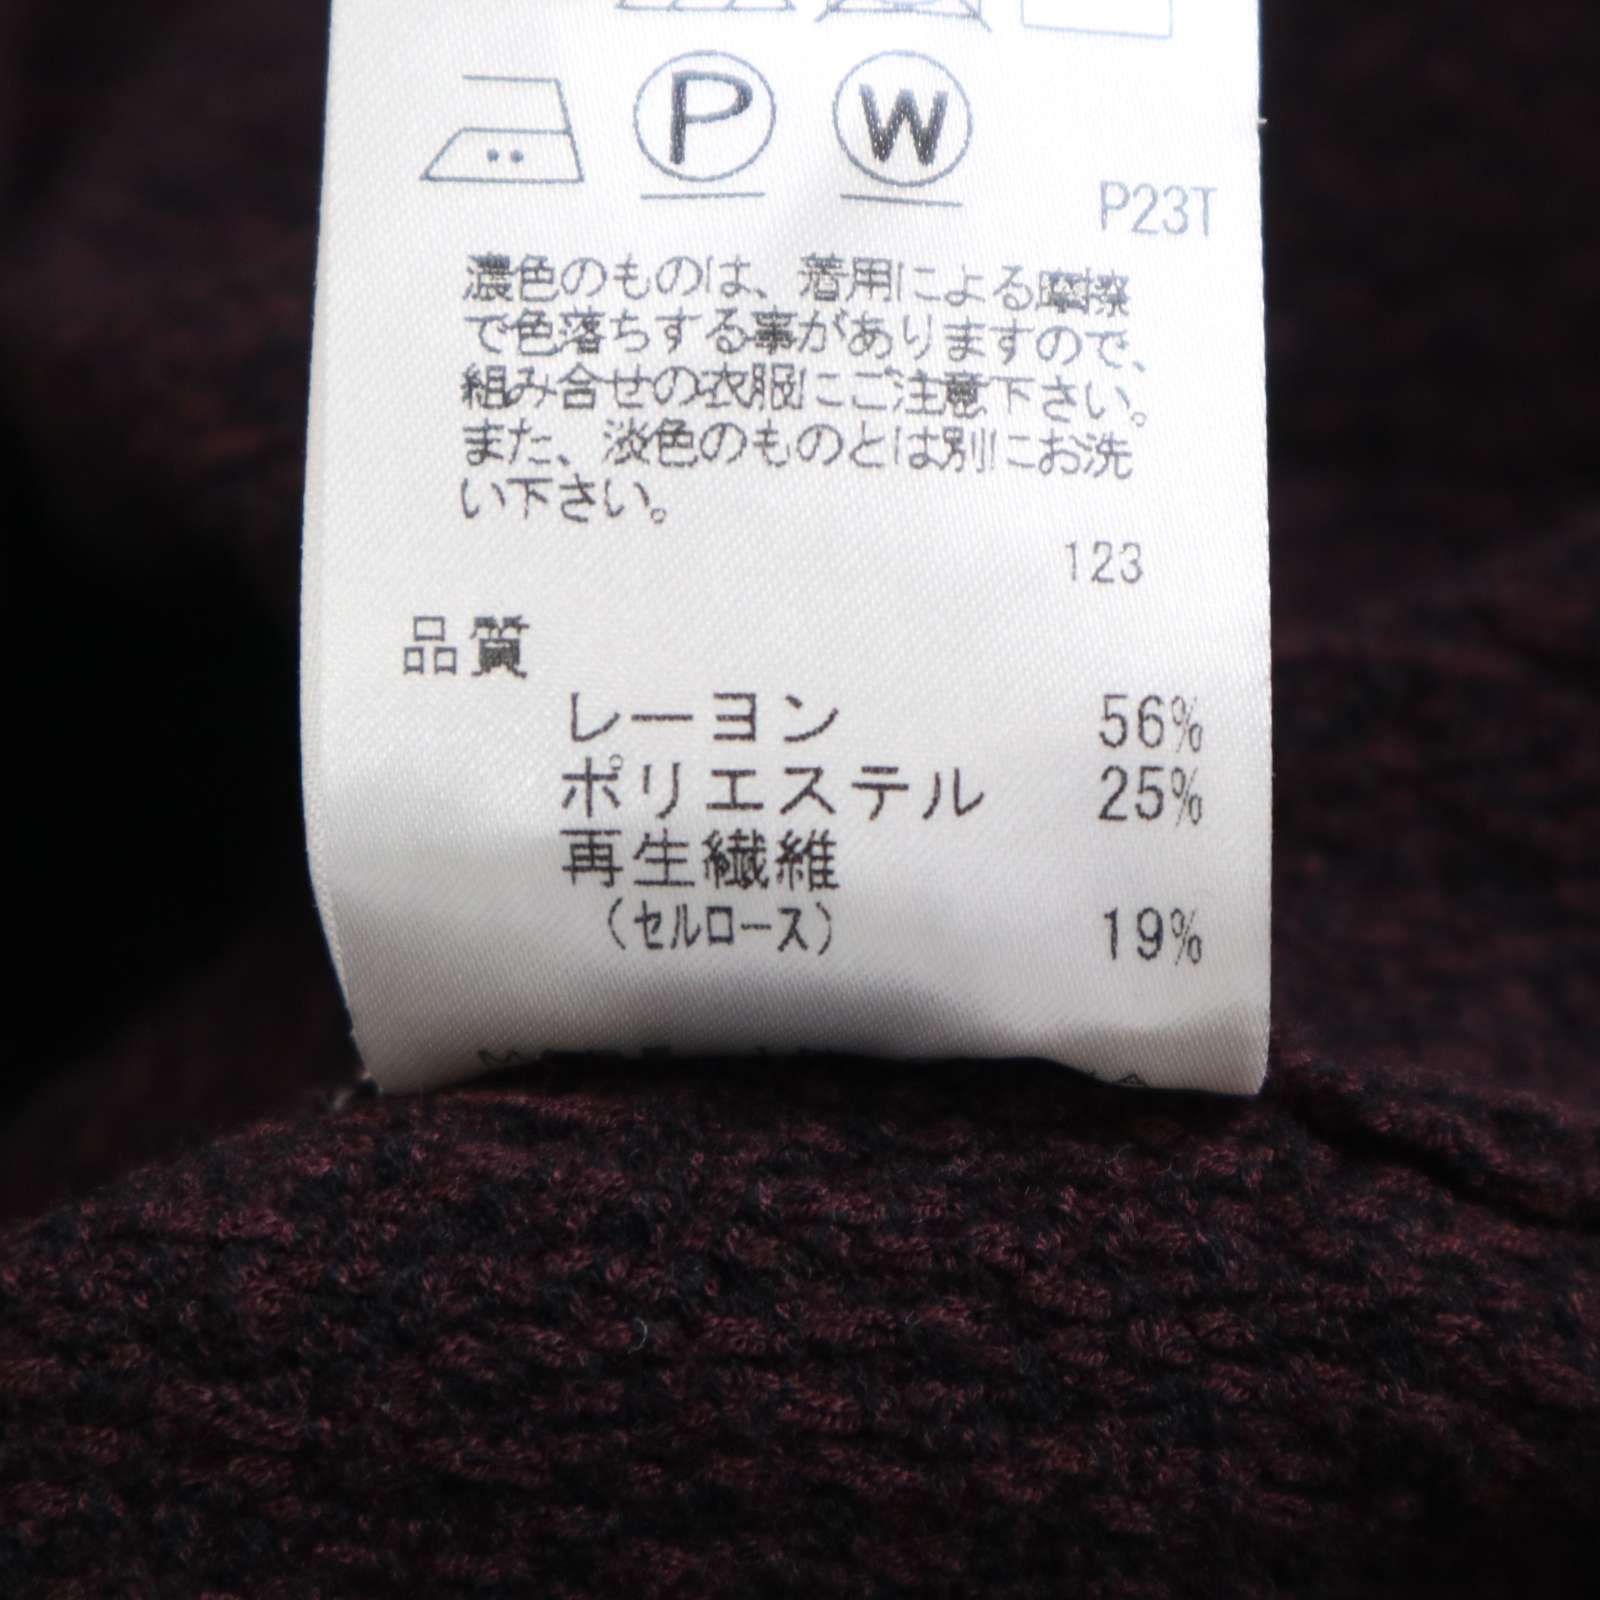 P
W
P23T
濃色のものは、着用による摩擦
で色落ちする事がありますので、
組み合せの衣服にご注意下さい。
また、淡色のものとは別にお洗
い下さい。
123
品質
レーヨン 56%
ポリエステル 25%
再生繊維
(セルロース) 19%